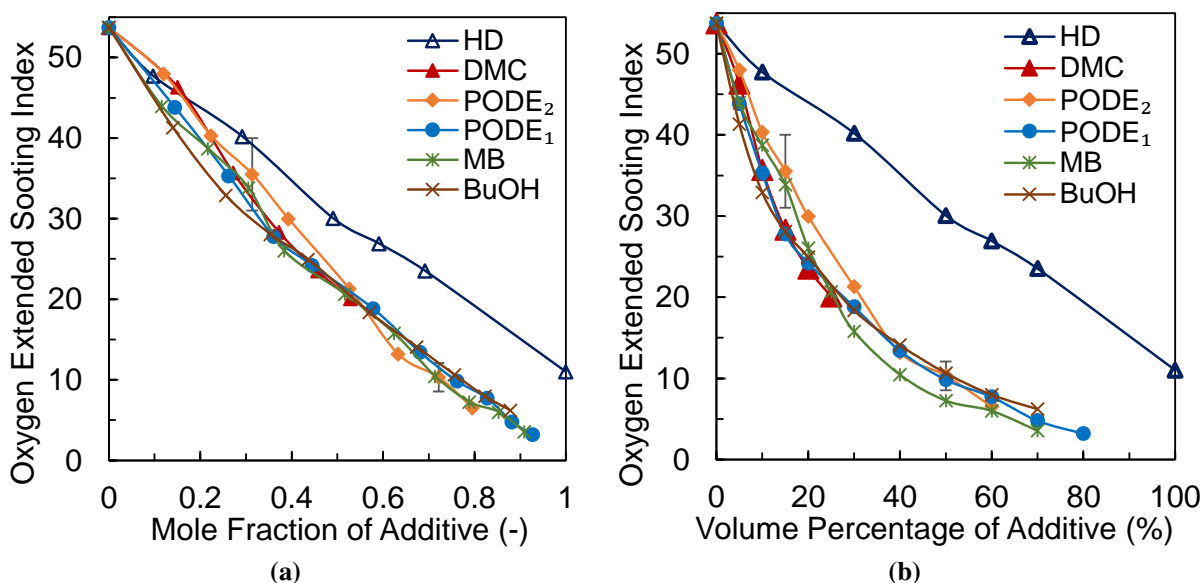 Oxygen Extended Sooting Index
50
40
30
20
10
0
0
0.2
0.4
0.6
0.8
1
Mole Fraction of Additive (-)
HD
DMC
PODE₂
PODE₁
MB
BuOH
(a)
Oxygen Extended Sooting Index
50
40
30
20
10
0
0
20
40
60
80
100
Volume Percentage of Additive (%)
HD
DMC
PODE₂
PODE₁
MB
BuOH
(b)